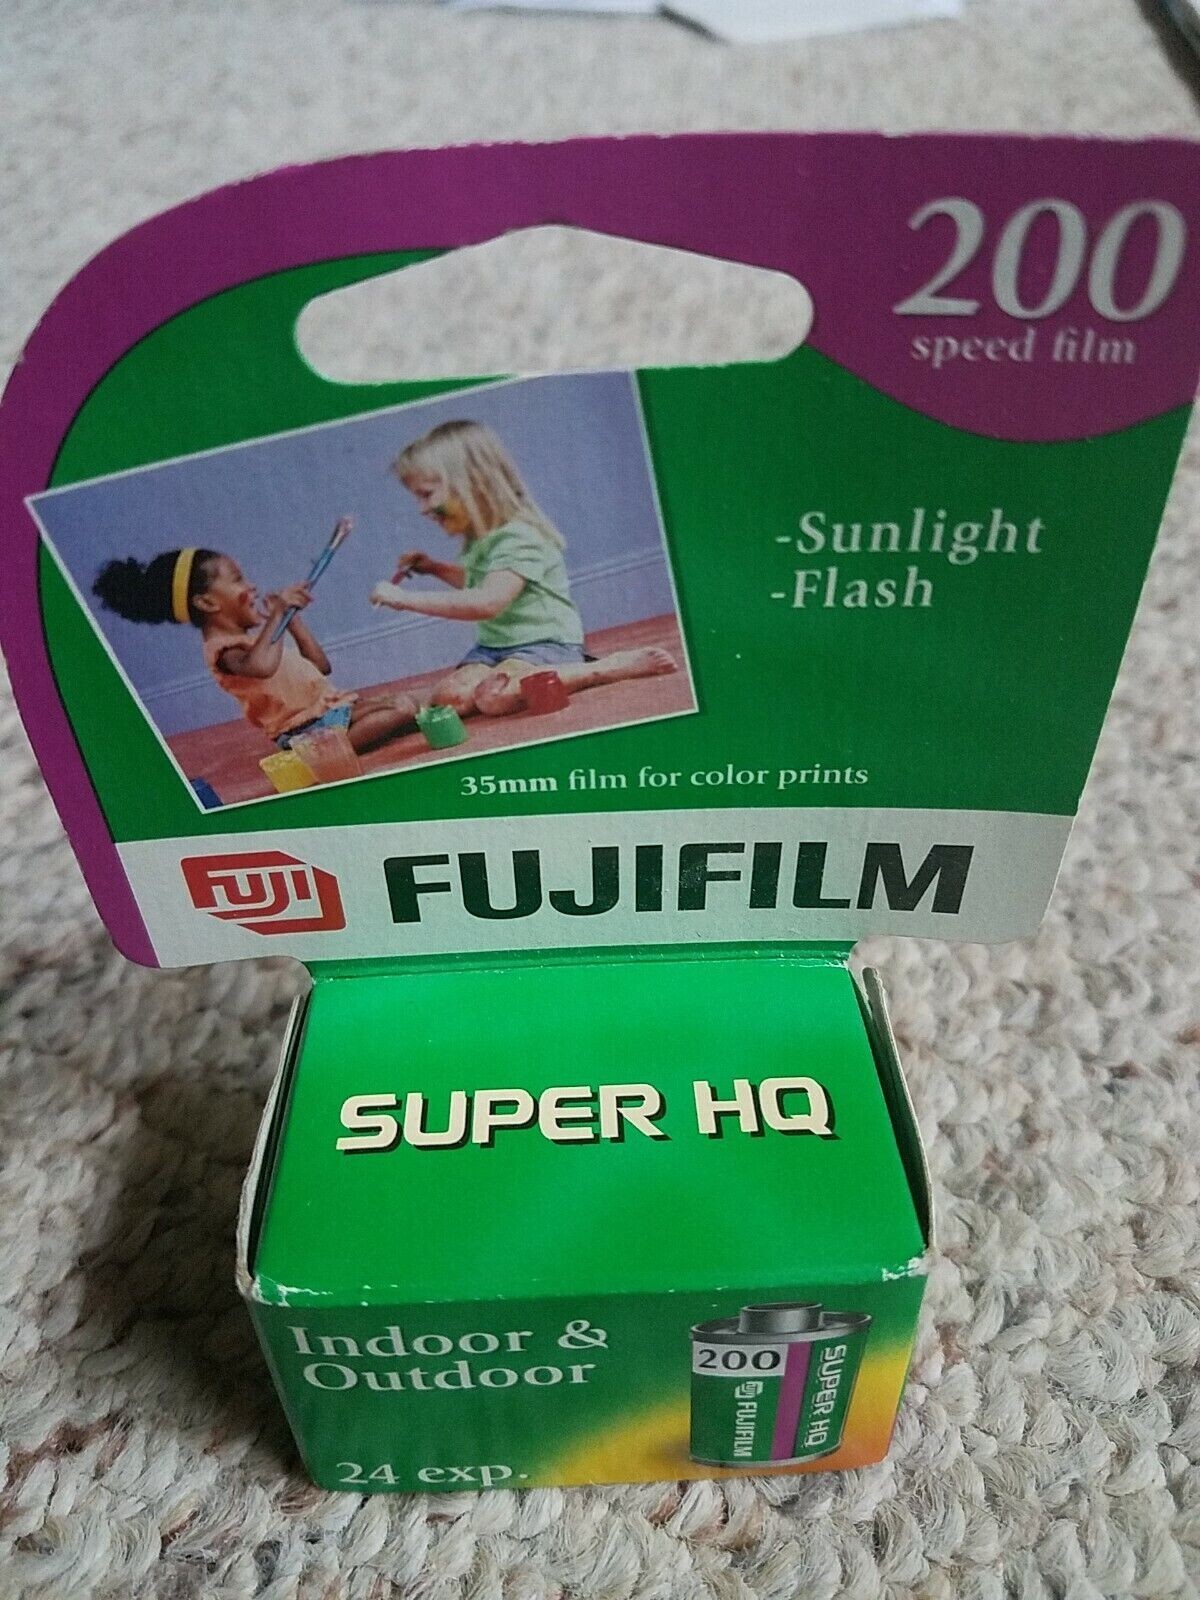 200
speed film
-Sunlight
-Flash
35mm film for color prints
FUJI FUJIFILM
SUPER HQ
Indoor &
Outdoor
24 exp.
200
FUJI FUJIFILM
SUPER HQ